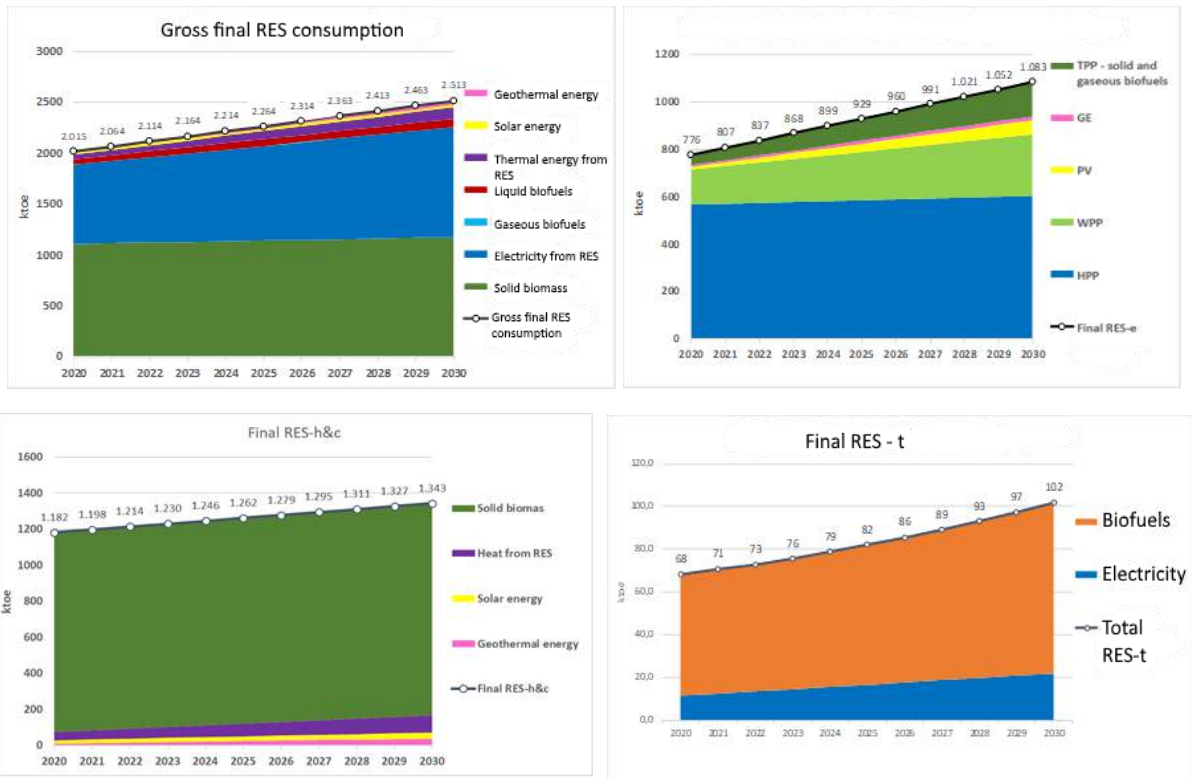 Gross final RES consumption
3000
2500
2000
1500
1000
500
0
ktoe
2.015 2.064 2.114 2.164 2.214 2.264 2.314 2.363 2.413 2.463 2.513
2020 2021 2022 2023 2024 2025 2026 2027 2028 2029 2030
Geothermal energy
Solar energy
Thermal energy from
RES
Liquid biofuels
Gaseous biofuels
Electricity from RES
Solid biomass
Gross final RES
consumption
1200
1000
800
600
400
200
0
ktoe
776 807 837 868 899 929 960 991 1.021 1.052 1.083
2020 2021 2022 2023 2024 2025 2026 2027 2028 2029 2030
TPP - solid and
gaseous biofuels
GE
PV
WPP
HPP
Final RES-e
Final RES-h&c
1600
1400
1200
1000
800
600
400
200
0
ktoe
1.182 1.198 1.214 1.230 1.246 1.262 1.279 1.295 1.311 1.327 1.343
2020 2021 2022 2023 2024 2025 2026 2027 2028 2029 2030
Solid biomas
Heat from RES
Solar energy
Geothermal energy
Final RES-h&c
Final RES - t
120,0
100,0
80,0
60,0
40,0
20,0
0,0
68 71 73 76 79 82 86 89 93 97 102
2020 2021 2022 2023 2024 2025 2026 2027 2028 2029 2030
Biofuels
Electricity
Total
RES-t